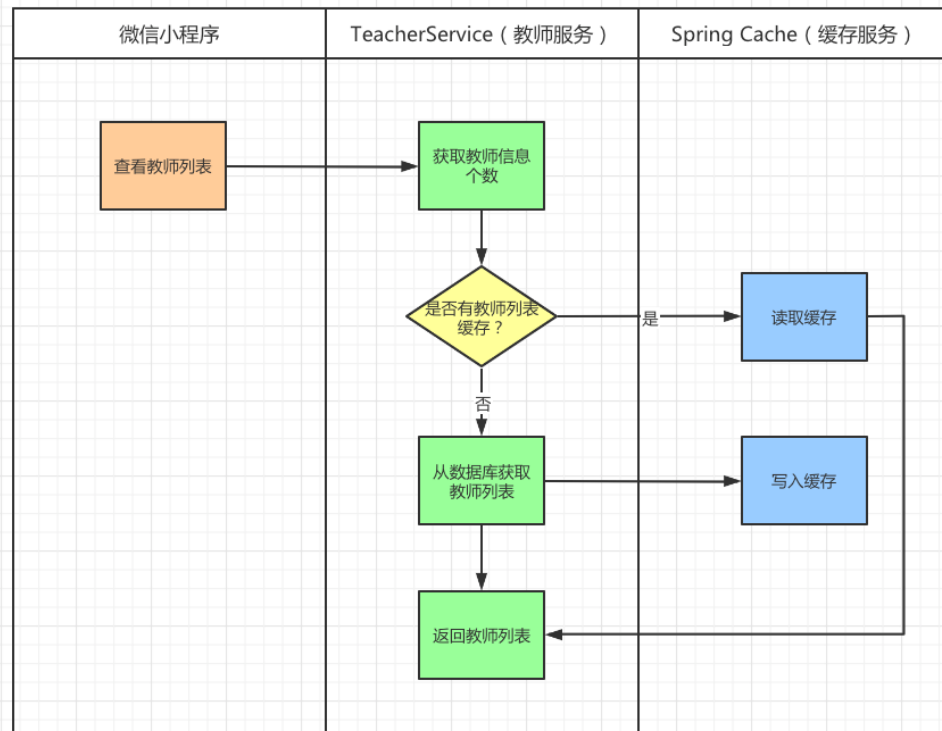 微信小程序
TeacherService（教师服务）
Spring Cache（缓存服务）
查看教师列表
获取教师信息
个数
是否有教师列表
缓存？
是
读取缓存
否
从数据库获取
教师列表
写入缓存
返回教师列表